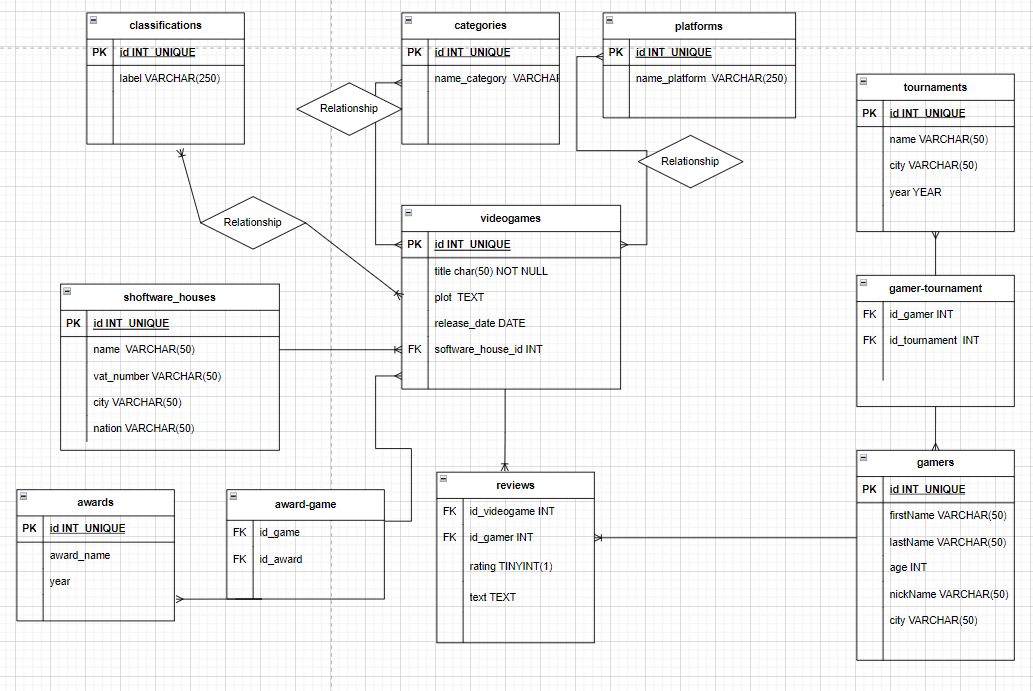 classifications
PK id INT UNIQUE
label VARCHAR(250)
categories
PK id INT UNIQUE
name_category VARCHAR
platforms
PK id INT UNIQUE
name_platform VARCHAR(250)
tournaments
PK id INT UNIQUE
name VARCHAR(50)
city VARCHAR(50)
year YEAR
Relationship
Relationship
Relationship
videogames
PK id INT UNIQUE
title char(50) NOT NULL
plot TEXT
release_date DATE
FK software_house_id INT
shoftware_houses
PK id INT UNIQUE
name VARCHAR(50)
vat_number VARCHAR(50)
city VARCHAR(50)
nation VARCHAR(50)
gamer-tournament
FK id_gamer INT
FK id_tournament INT
awards
PK id INT UNIQUE
award_name
year
award-game
FK id_game
FK id_award
reviews
FK id_videogame INT
FK id_gamer INT
rating TINYINT(1)
text TEXT
gamers
PK id INT UNIQUE
firstName VARCHAR(50)
lastName VARCHAR(50)
age INT
nickName VARCHAR(50)
city VARCHAR(50)